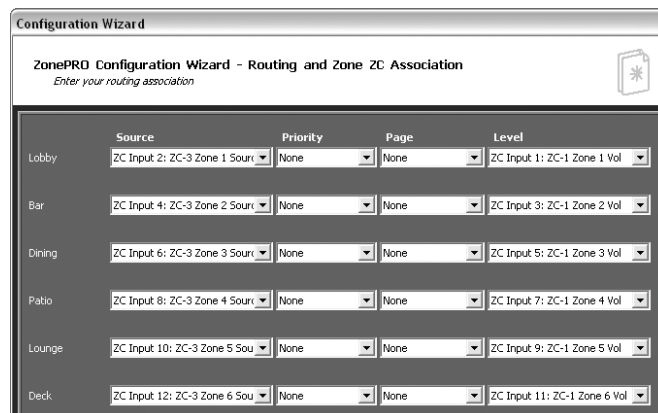 Configuration Wizard
ZonePRO Configuration Wizard - Routing and Zone ZC Association
Enter your routing association
Source Priority Page Level
Lobby ZC Input 2: ZC-3 Zone 1 Sour None None ZC Input 1: ZC-1 Zone 1 Vol
Bar ZC Input 4: ZC-3 Zone 2 Sour None None ZC Input 3: ZC-1 Zone 2 Vol
Dining ZC Input 6: ZC-3 Zone 3 Sour None None ZC Input 5: ZC-1 Zone 3 Vol
Patio ZC Input 8: ZC-3 Zone 4 Sour None None ZC Input 7: ZC-1 Zone 4 Vol
Lounge ZC Input 10: ZC-3 Zone 5 Sou None None ZC Input 9: ZC-1 Zone 5 Vol
Deck ZC Input 12: ZC-3 Zone 6 Sou None None ZC Input 11: ZC-1 Zone 6 Vol